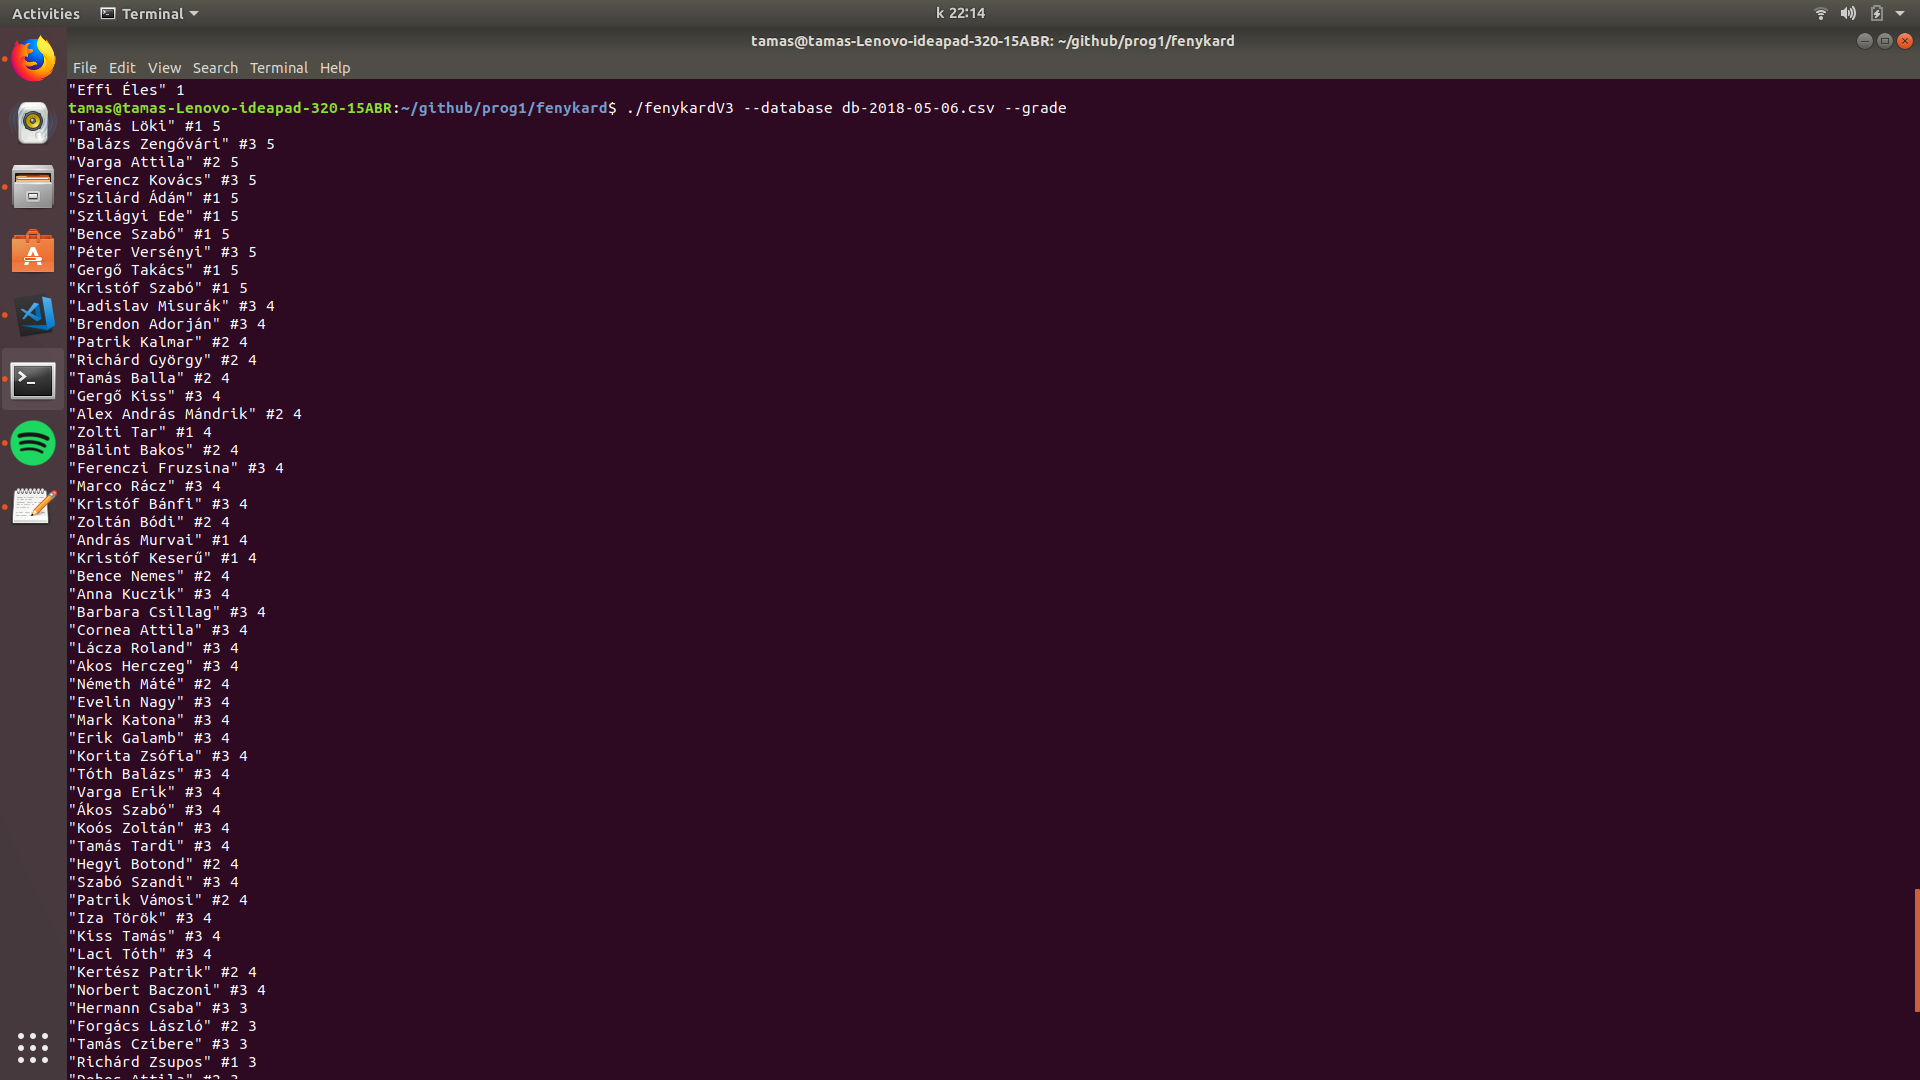 Activities Terminal k 22:14
tamas@tamas-Lenovo-ideapad-320-15ABR: ~/github/prog1/fenykard
File Edit View Search Terminal Help
"Effi Éles" 1
tamas@tamas-Lenovo-ideapad-320-15ABR:~/github/prog1/fenykard$ ./fenykardV3 --database db-2018-05-06.csv --grade
"Tamás Löki" #1 5
"Balázs Zengővári" #3 5
"Varga Attila" #2 5
"Ferencz Kovács" #3 5
"Szilárd Ádám" #1 5
"Szilágyi Ede" #1 5
"Bence Szabó" #1 5
"Péter Versényi" #3 5
"Gergő Takács" #1 5
"Kristóf Szabó" #1 5
"Ladislav Misurák" #3 4
"Brendon Adorján" #3 4
"Patrik Kalmar" #2 4
"Richárd György" #2 4
"Tamás Balla" #2 4
"Gergő Kiss" #3 4
"Alex András Mándrik" #2 4
"Zolti Tar" #1 4
"Bálint Bakos" #2 4
"Ferenczi Fruzsina" #3 4
"Marco Rácz" #3 4
"Kristóf Bánfi" #3 4
"Zoltán Bódi" #2 4
"András Murvai" #1 4
"Kristóf Keserű" #1 4
"Bence Nemes" #2 4
"Anna Kuczik" #3 4
"Barbara Csillag" #3 4
"Cornea Attila" #3 4
"Lácza Roland" #3 4
"Akos Herczeg" #3 4
"Németh Máté" #2 4
"Evelin Nagy" #3 4
"Mark Katona" #3 4
"Erik Galamb" #3 4
"Korita Zsófia" #3 4
"Tóth Balázs" #3 4
"Varga Erik" #3 4
"Ákos Szabó" #3 4
"Koós Zoltán" #3 4
"Tamás Tardi" #3 4
"Hegyi Botond" #2 4
"Szabó Szandi" #3 4
"Patrik Vámosi" #2 4
"Iza Török" #3 4
"Kiss Tamás" #3 4
"Laci Tóth" #3 4
"Kertész Patrik" #2 4
"Norbert Baczoni" #3 4
"Hermann Csaba" #3 3
"Forgács László" #2 3
"Tamás Czibere" #3 3
"Richárd Zsupos" #1 3